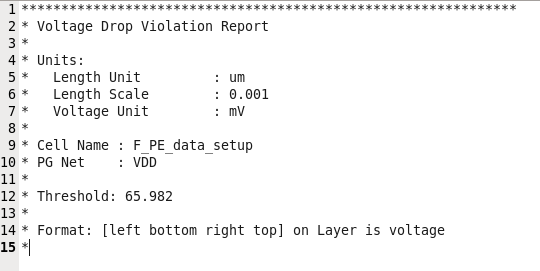 1 **************************************************************
2 * Voltage Drop Violation Report
3 *
4 * Units:
5 *   Length Unit         : um
6 *   Length Scale        : 0.001
7 *   Voltage Unit        : mV
8 *
9 * Cell Name : F_PE_data_setup
10 * PG Net    : VDD
11 *
12 * Threshold: 65.982
13 *
14 * Format: [left bottom right top] on Layer is voltage
15 *